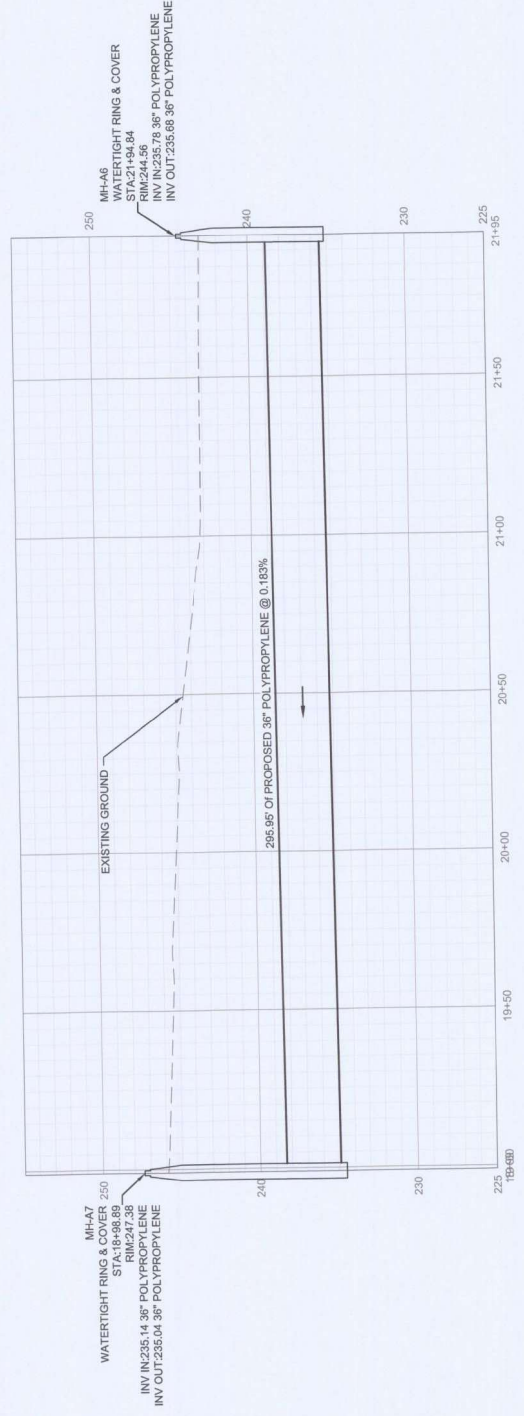 MH-A7
WATERTIGHT RING & COVER
STA:18+98.89
RIM:247.38
INV IN:235.14 36" POLYPROPYLENE
INV OUT:235.04 36" POLYPROPYLENE
EXISTING GROUND
MH-A6
WATERTIGHT RING & COVER
STA:21+94.84
RIM:244.56
INV IN:235.78 36" POLYPROPYLENE
INV OUT:235.68 36" POLYPROPYLENE
295.95' Of PROPOSED 36" POLYPROPYLENE @ 0.183%
250
240
230
225
250
240
230
225
19+50
20+00
20+50
21+00
21+50
21+95